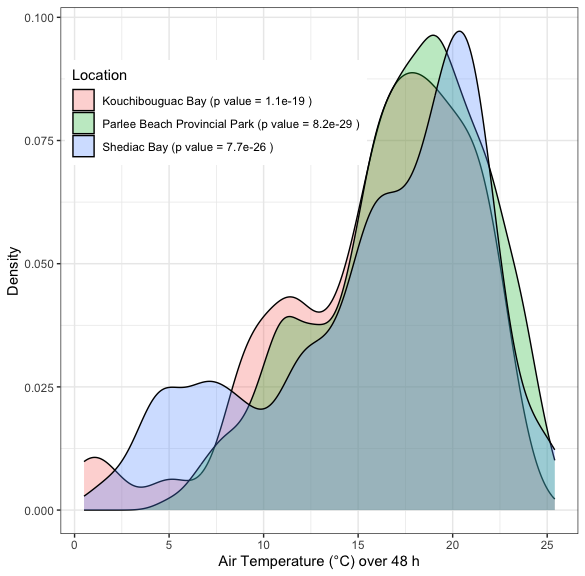 0.100
0.075
0.050
0.025
0.000
Density
Location
Kouchibouguac Bay (p value = 1.1e-19 )
Parlee Beach Provincial Park (p value = 8.2e-29 )
Shediac Bay (p value = 7.7e-26 )
0 5 10 15 20 25
Air Temperature (°C) over 48 h